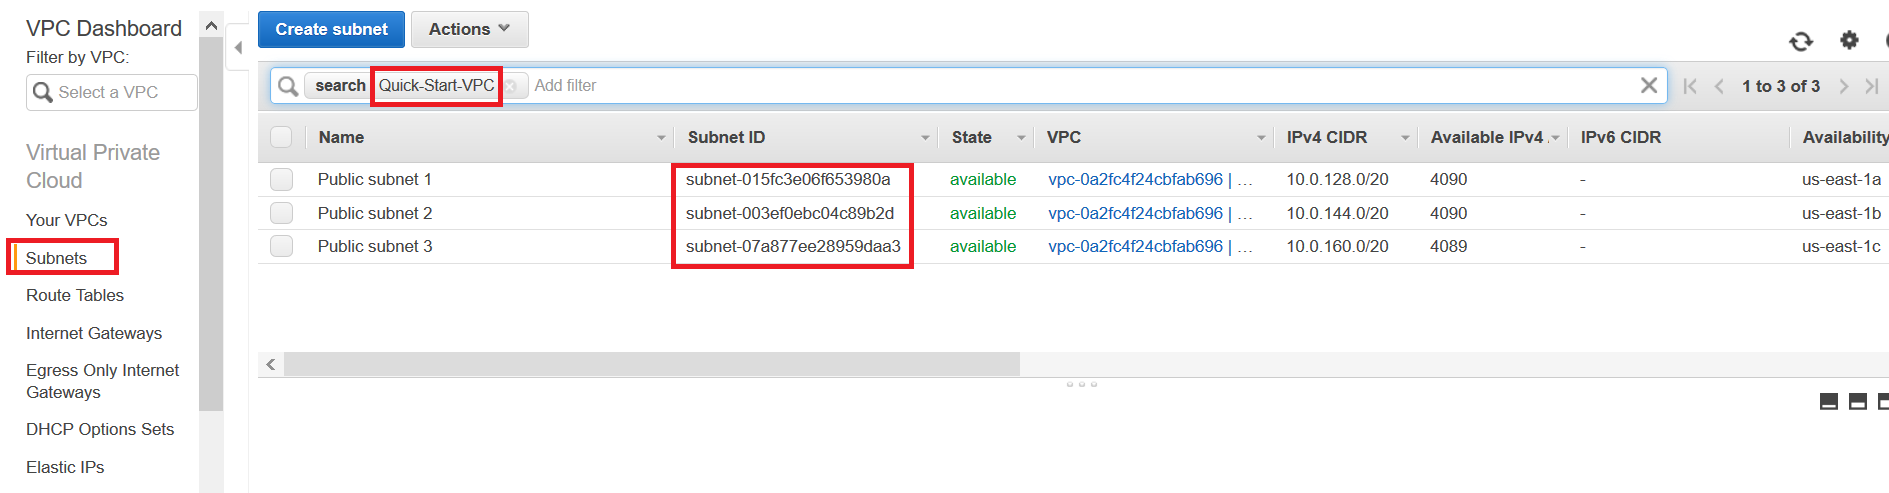 VPC Dashboard
Filter by VPC:
Select a VPC
Virtual Private
Cloud
Your VPCs
Subnets
Route Tables
Internet Gateways
Egress Only Internet
Gateways
DHCP Options Sets
Elastic IPs
Create subnet Actions
search Quick-Start-VPC Add filter 1 to 3 of 3
Name Subnet ID State VPC IPv4 CIDR Available IPv4 IPv6 CIDR Availability
Public subnet 1 subnet-015fc3e06f653980a available vpc-0a2fc4f24cbfab696 | ... 10.0.128.0/20 4090 - us-east-1a
Public subnet 2 subnet-003ef0ebc04c89b2d available vpc-0a2fc4f24cbfab696 | ... 10.0.144.0/20 4090 - us-east-1b
Public subnet 3 subnet-07a877ee28959daa3 available vpc-0a2fc4f24cbfab696 | ... 10.0.160.0/20 4089 - us-east-1c